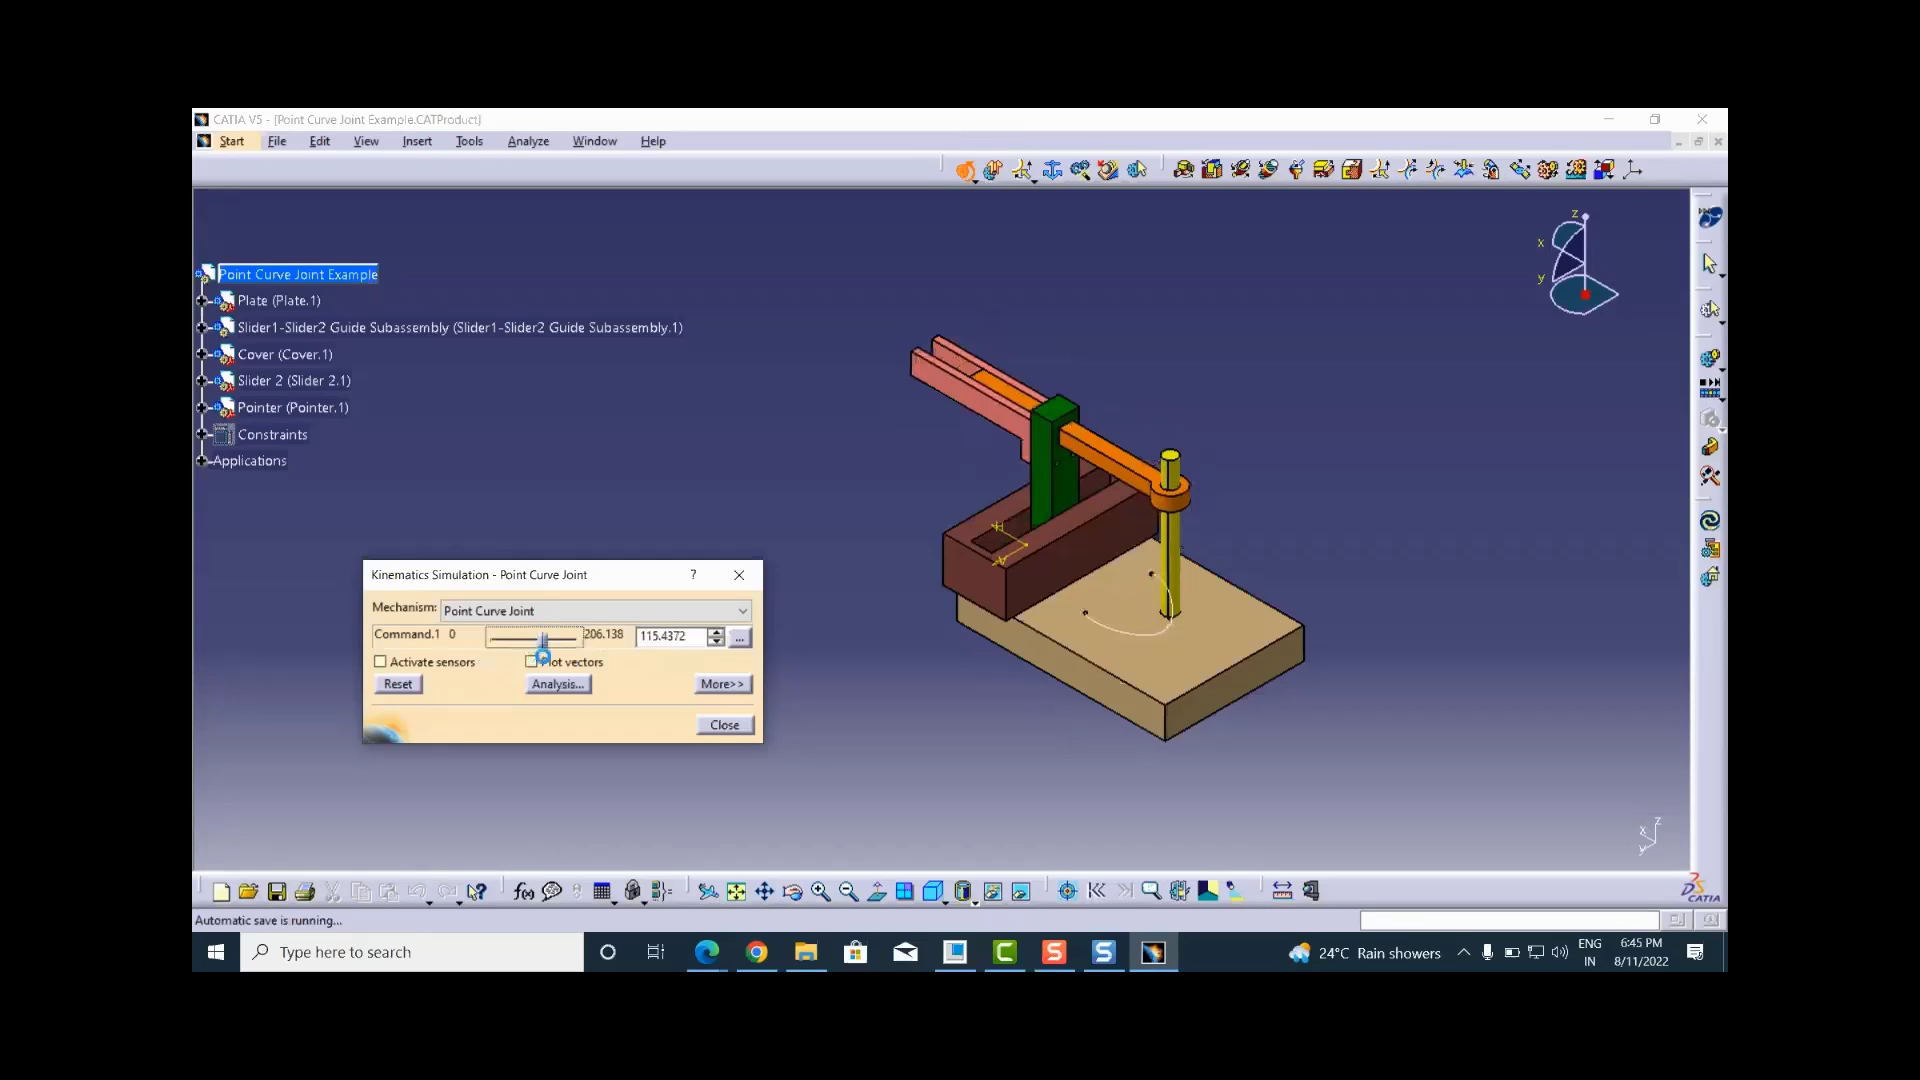 CATIA V5 - [Point Curve Joint Example.CATProduct]
Start File Edit View Insert Tools Analyze Window Help
z
x
y
Point Curve Joint Example
Plate (Plate.1)
Slider1-Slider2 Guide Subassembly (Slider1-Slider2 Guide Subassembly.1)
Cover (Cover.1)
Slider 2 (Slider 2.1)
Pointer (Pointer.1)
Constraints
Applications
H
V
Kinematics Simulation - Point Curve Joint ?
Mechanism: Point Curve Joint
Command.1 0 206.138 115.4372 ...
Activate sensors
Reset Analysis... More>>
Close
z
x
y
f(x)
CATIA
Automatic save is running...
Type here to search
24°C Rain showers
ENG
IN
6:45 PM
8/11/2022